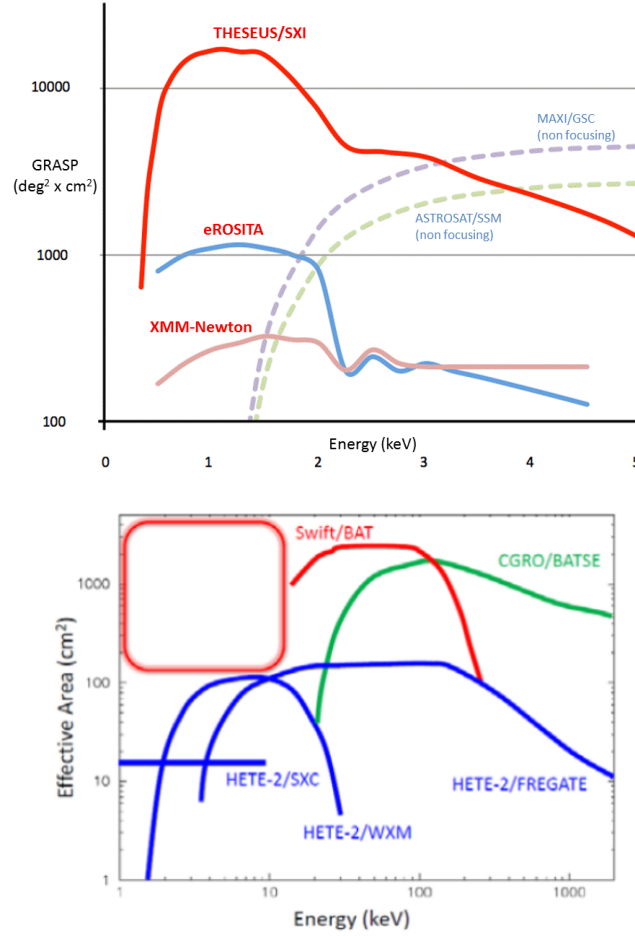 THESEUS/SXI
10000
MAXI/GSC
(non focusing)
GRASP
(deg² x cm²)
ASTROSAT/SSM
(non focusing)
eROSITA
1000
XMM-Newton
100
Energy (keV)
0 1 2 3 4 5
Swift/BAT
CGRO/BATSE
1000
Effective Area (cm²)
100
10
HETE-2/SXC
HETE-2/FREGATE
HETE-2/WXM
1
1 10 100 1000
Energy (keV)